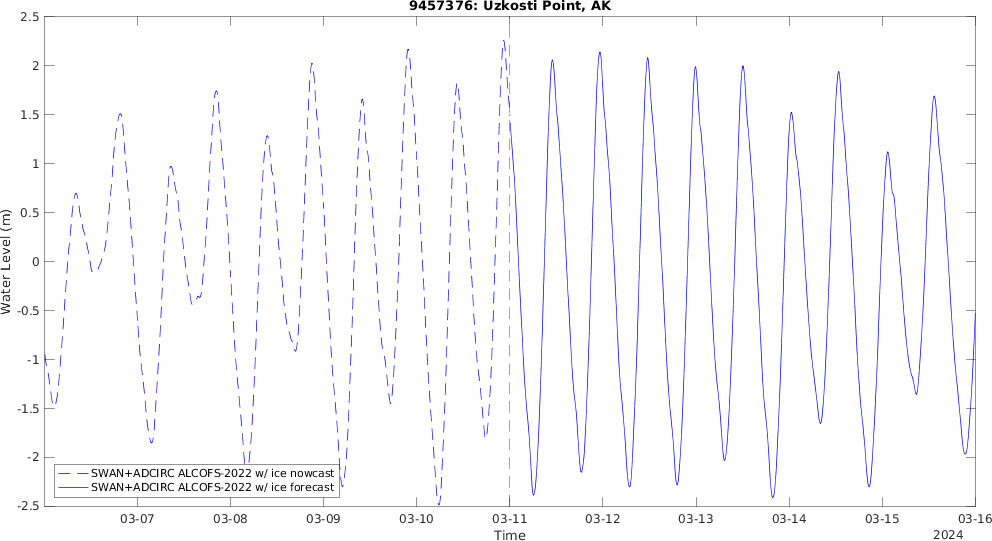 9457376: Uzkosti Point, AK
2.5
2
1.5
1
0.5
0
-0.5
-1
-1.5
-2
-2.5
Water Level (m)
SWAN+ADCIRC ALCOFS-2022 w/ ice nowcast
SWAN+ADCIRC ALCOFS-2022 w/ ice forecast
03-07 03-08 03-09 03-10 03-11 03-12 03-13 03-14 03-15 03-16
Time
2024